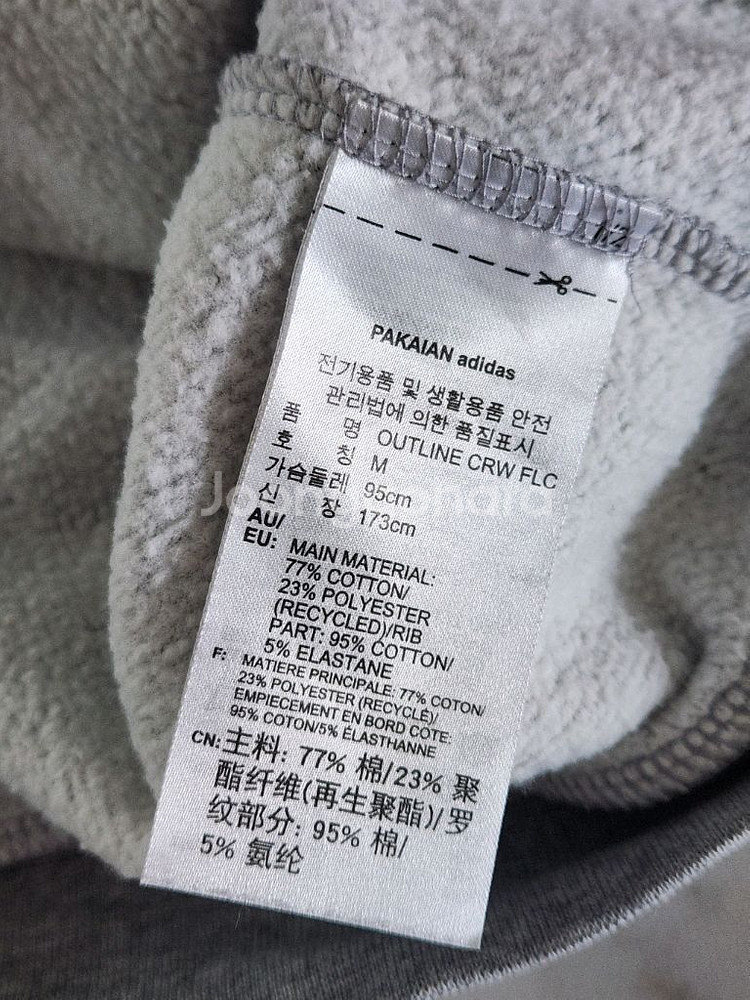 PAKAIAN adidas
전기용품 및 생활용품 안전
관리법에 의한 품질표시
품 명 OUTLINE CRW FLC
호 칭 M
가슴둘레 95cm
신 장 173cm
AU/
EU: MAIN MATERIAL:
77% COTTON/
23% POLYESTER
(RECYCLED)/RIB
PART: 95% COTTON/
5% ELASTANE
F: MATIERE PRINCIPALE: 77% COTON/
23% POLYESTER (RECYCLÉ)/
EMPIECEMENT EN BORD COTE:
95% COTON/5% ÉLASTHANNE
CN: 主料: 77% 棉/23% 聚
酯纤维(再生聚酯)/罗
纹部分: 95% 棉/
5% 氨纶